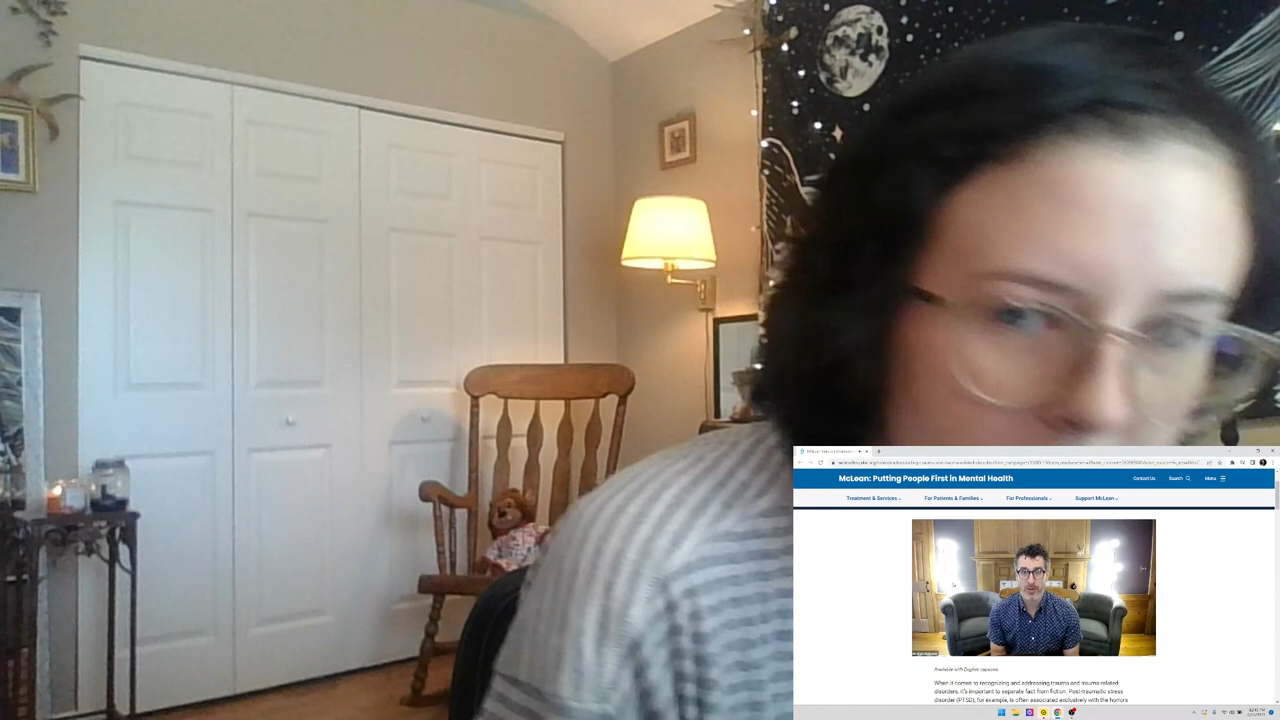 McLean: Putting People First in Mental Health
Contact Us Search Menu
Treatment & Services For Patients & Families For Professionals Support McLean
Available with English captions
When it comes to recognizing and addressing trauma and trauma-related
disorders, it's important to separate fact from fiction. Post-traumatic stress
disorder (PTSD), for example, is often associated exclusively with the horrors